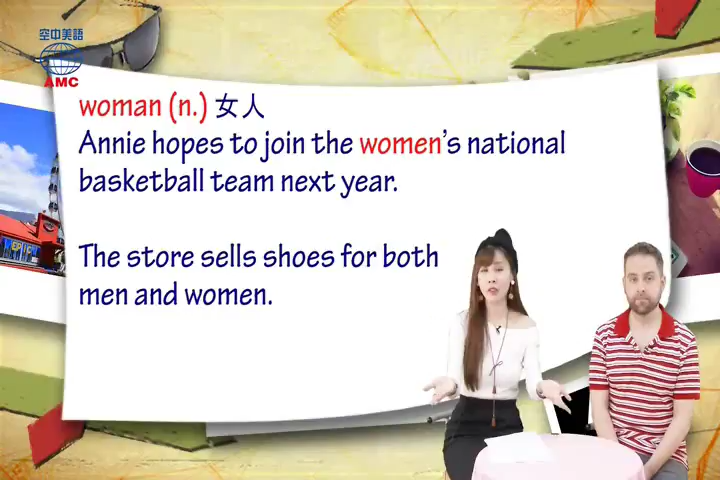 空中美語
AMC
woman (n.) 女人
Annie hopes to join the women's national
basketball team next year.
The store sells shoes for both
men and women.